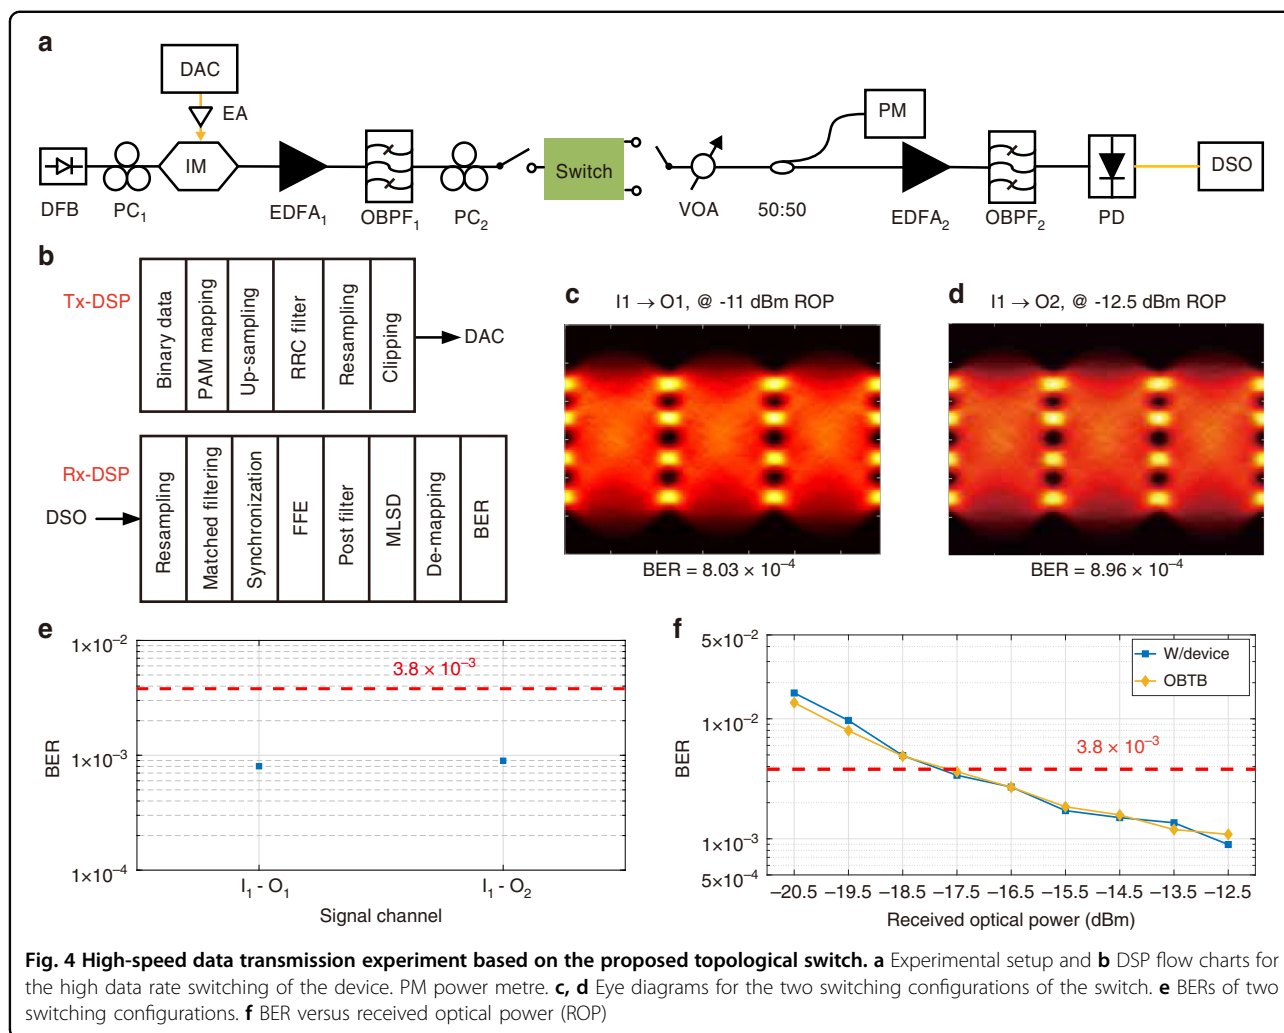 a
DAC
EA
PM
IM
Switch
DSO
DFB
PC1
EDFA1
OBPF1
PC2
VOA
50:50
EDFA2
OBPF2
PD
b
Tx-DSP
Binary data
PAM mapping
Up-sampling
RRC filter
Resampling
Clipping
DAC
Rx-DSP
DSO
Resampling
Matched filtering
Synchronization
FFE
Post filter
MLSD
De-mapping
BER
c
I1 → O1, @ -11 dBm ROP
BER = 8.03 × 10⁻⁴
d
I1 → O2, @ -12.5 dBm ROP
BER = 8.96 × 10⁻⁴
e
1×10⁻²
3.8 × 10⁻³
BER
1×10⁻³
1×10⁻⁴
I1 - O1
I1 - O2
Signal channel
f
5×10⁻²
W/device
OBTB
1×10⁻²
3.8 × 10⁻³
BER
1×10⁻³
5×10⁻⁴
−20.5 −19.5 −18.5 −17.5 −16.5 −15.5 −14.5 −13.5 −12.5
Received optical power (dBm)
Fig. 4 High-speed data transmission experiment based on the proposed topological switch. a Experimental setup and b DSP flow charts for
the high data rate switching of the device. PM power metre. c, d Eye diagrams for the two switching configurations of the switch. e BERs of two
switching configurations. f BER versus received optical power (ROP)